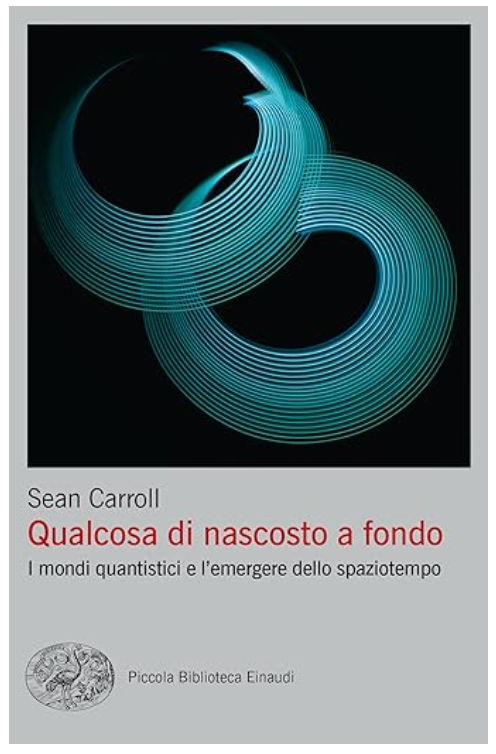 Sean Carroll
Qualcosa di nascosto a fondo
I mondi quantistici e l'emergere dello spaziotempo
Piccola Biblioteca Einaudi